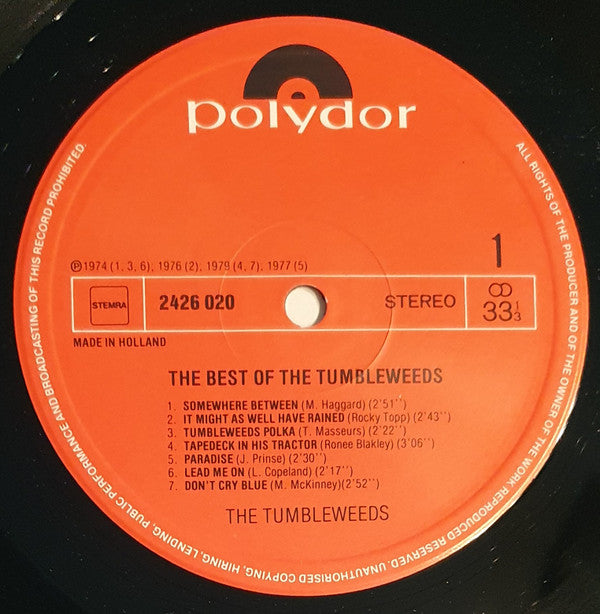 polydor
1
℗ 1974 (1, 3, 6); 1976 (2); 1979 (4, 7), 1977 (5)
STEMRA
2426 020
STEREO
33 1/3
MADE IN HOLLAND
THE BEST OF THE TUMBLEWEEDS
1. SOMEWHERE BETWEEN (M. Haggard) (2'51'')
2. IT MIGHT AS WELL HAVE RAINED (Rocky Topp) (2'43'')
3. TUMBLEWEEDS POLKA (T. Masseurs) (2'22'')
4. TAPEDECK IN HIS TRACTOR (Ronee Blakley) (3'06'')
5. PARADISE (J. Prinse) (2'30'')
6. LEAD ME ON (L. Copeland) (2'17'')
7. DON'T CRY BLUE (M. McKinney)(2'52'')
THE TUMBLEWEEDS
ALL RIGHTS OF THE PRODUCER AND OF THE OWNER OF THE WORK REPRODUCED RESERVED. UNAUTHORISED COPYING, HIRING, LENDING, PUBLIC PERFORMANCE AND BROADCASTING OF THIS RECORD PROHIBITED.